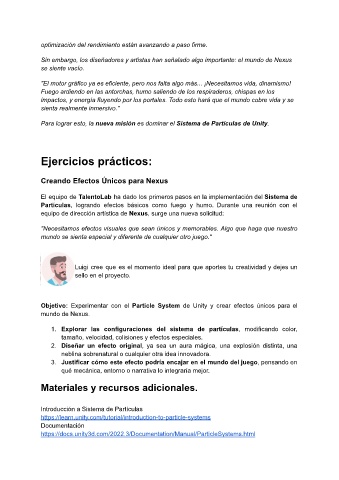 optimización del rendimiento están avanzando a paso firme.
Sin embargo, los diseñadores y artistas han señalado algo importante: el mundo de Nexus
se siente vacío.
"El motor gráfico ya es eficiente, pero nos falta algo más... ¡Necesitamos vida, dinamismo!
Fuego ardiendo en las antorchas, humo saliendo de los respiraderos, chispas en los
impactos, y energía fluyendo por los portales. Todo esto hará que el mundo cobre vida y se
sienta realmente inmersivo."
Para lograr esto, la nueva misión es dominar el Sistema de Partículas de Unity.
Ejercicios prácticos:
Creando Efectos Únicos para Nexus
El equipo de TalentoLab ha dado los primeros pasos en la implementación del Sistema de
Partículas, logrando efectos básicos como fuego y humo. Durante una reunión con el
equipo de dirección artística de Nexus, surge una nueva solicitud:
"Necesitamos efectos visuales que sean únicos y memorables. Algo que haga que nuestro
mundo se sienta especial y diferente de cualquier otro juego."
Luigi cree que es el momento ideal para que aportes tu creatividad y dejes un
sello en el proyecto.
Objetivo: Experimentar con el Particle System de Unity y crear efectos únicos para el
mundo de Nexus.
1. Explorar las configuraciones del sistema de partículas, modificando color,
tamaño, velocidad, colisiones y efectos especiales.
2. Diseñar un efecto original, ya sea un aura mágica, una explosión distinta, una
neblina sobrenatural o cualquier otra idea innovadora.
3. Justificar cómo este efecto podría encajar en el mundo del juego, pensando en
qué mecánica, entorno o narrativa lo integraría mejor.
Materiales y recursos adicionales.
Introducción a Sistema de Partículas
https://learn.unity.com/tutorial/introduction-to-particle-systems
Documentación
https://docs.unity3d.com/2022.3/Documentation/Manual/ParticleSystems.html